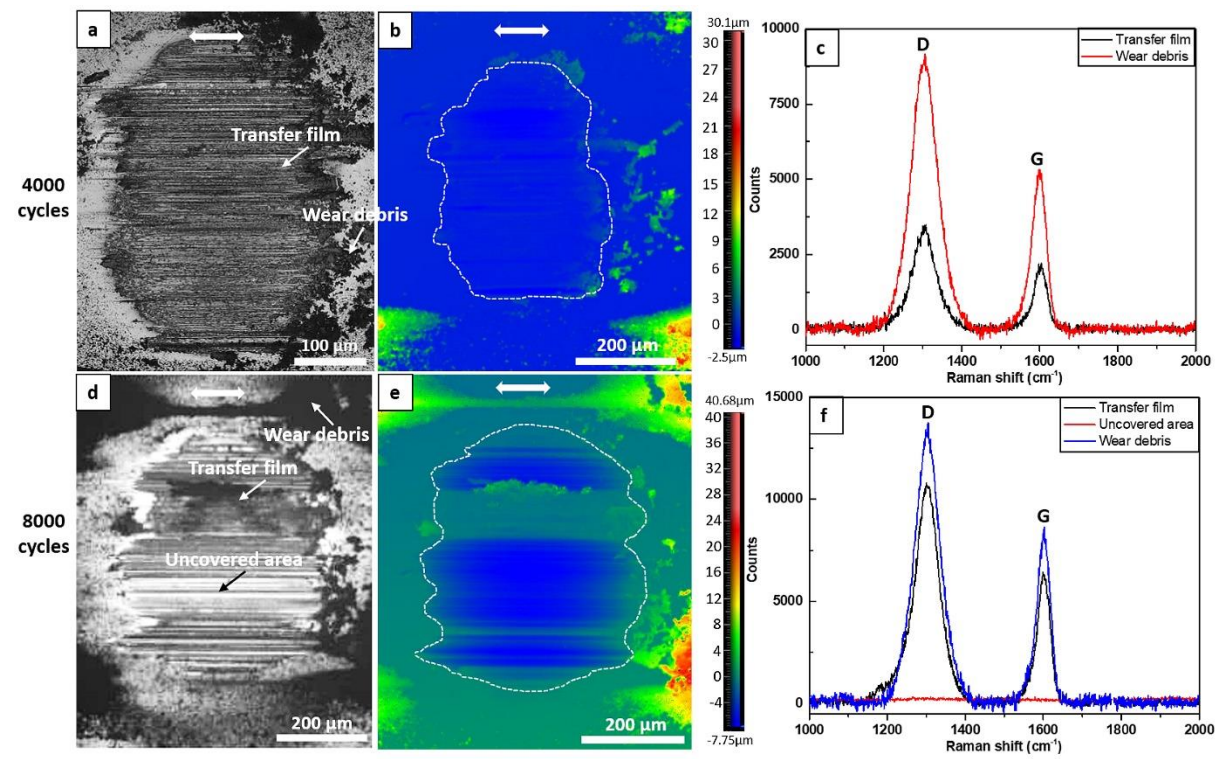 a
Transfer film
Wear debris
100 µm
4000
cycles
b
200 µm
30.1µm
30
27
24
21
18
15
12
9
6
3
0
-2.5µm
c
D
G
Transfer film
Wear debris
10000
7500
5000
2500
0
Counts
1000 1200 1400 1600 1800 2000
Raman shift (cm-1)
d
Wear debris
Transfer film
Uncovered area
200 µm
8000
cycles
e
200 µm
40.68µm
40
36
32
28
24
20
16
12
8
4
0
-4
-7.75µm
f
D
G
Transfer film
Uncovered area
Wear debris
15000
10000
5000
0
Counts
1000 1200 1400 1600 1800 2000
Raman shift (cm-1)